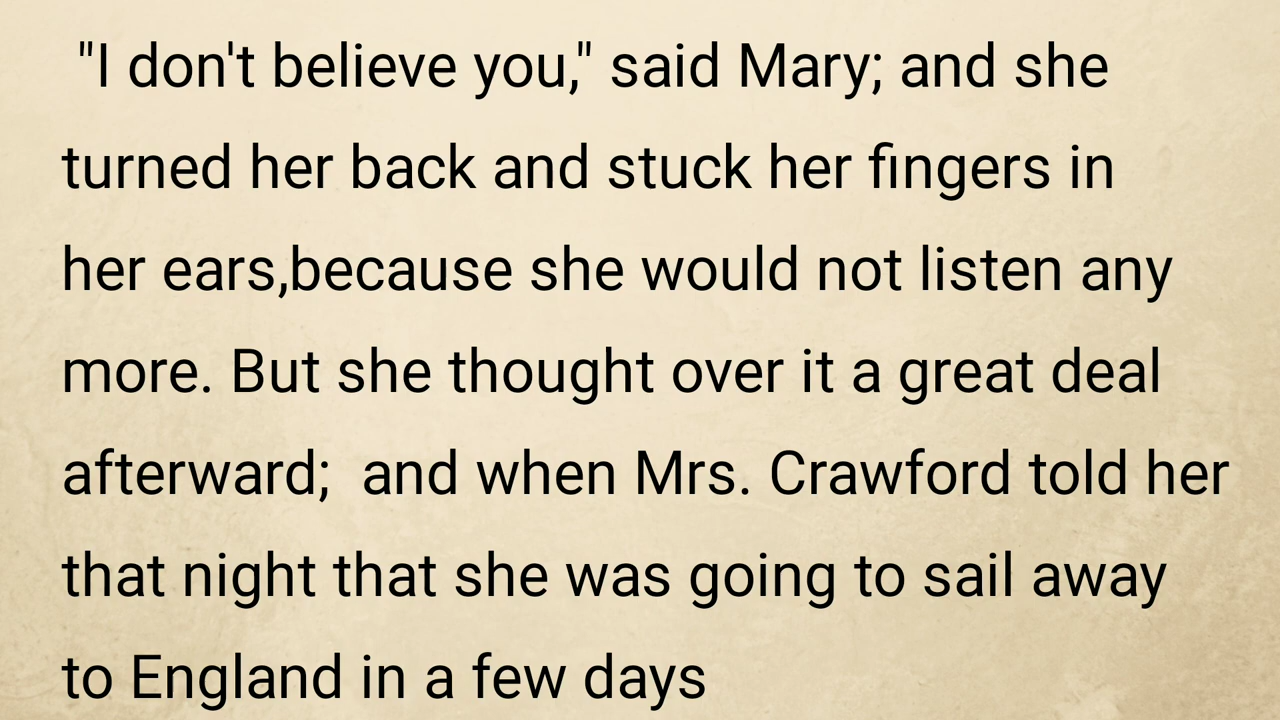 "I don't believe you," said Mary; and she
turned her back and stuck her fingers in
her ears,because she would not listen any
more. But she thought over it a great deal
afterward;  and when Mrs. Crawford told her
that night that she was going to sail away
to England in a few days